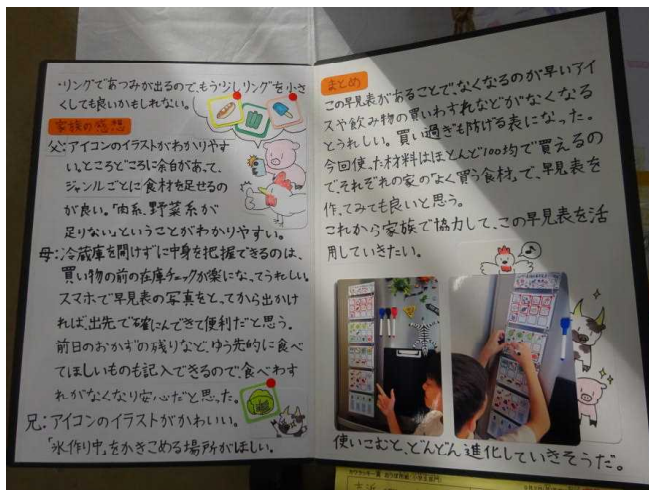 ・リングであつみが出るので、もう少しリングを小さ
くしても良いかもしれない。
家族の感想
父:アイコンのイラストがわかりやす
い。ところどころに余白があって、
ジャンルごとに食材を足せるの
が良い。「肉系、野菜系が
足りない」ということがわかりやすい。
母:冷蔵庫を開けずに中身を把握できるのは、
買い物の前の在庫チェックが楽になってうれしい。
スマホで早見表の写真をとってから出かけ
れば、出先で確にんできて便利だと思う。
前日のおかずの残りなど、ゆう先的に食べ
てほしいものも記入できるので、食べわす
れがなくなり安心だと思った。
兄:アイコンのイラストがかわいい。
「氷作り中」をかきこめる場所がほしい。
まとめ
この早見表があることで、なくなるのが早いアイ
スや飲み物の買いわすれなどがなくなる
とうれしい。買い過ぎも防げる表になった。
今回使った材料はほとんど100均で買えるの
でそれぞれの家の「よく買う食材」で、早見表を
作ってみても良いと思う。
これから家族で協力して、この早見表を活
用していきたい。
使いこむと、どんどん進化していきそうだ。